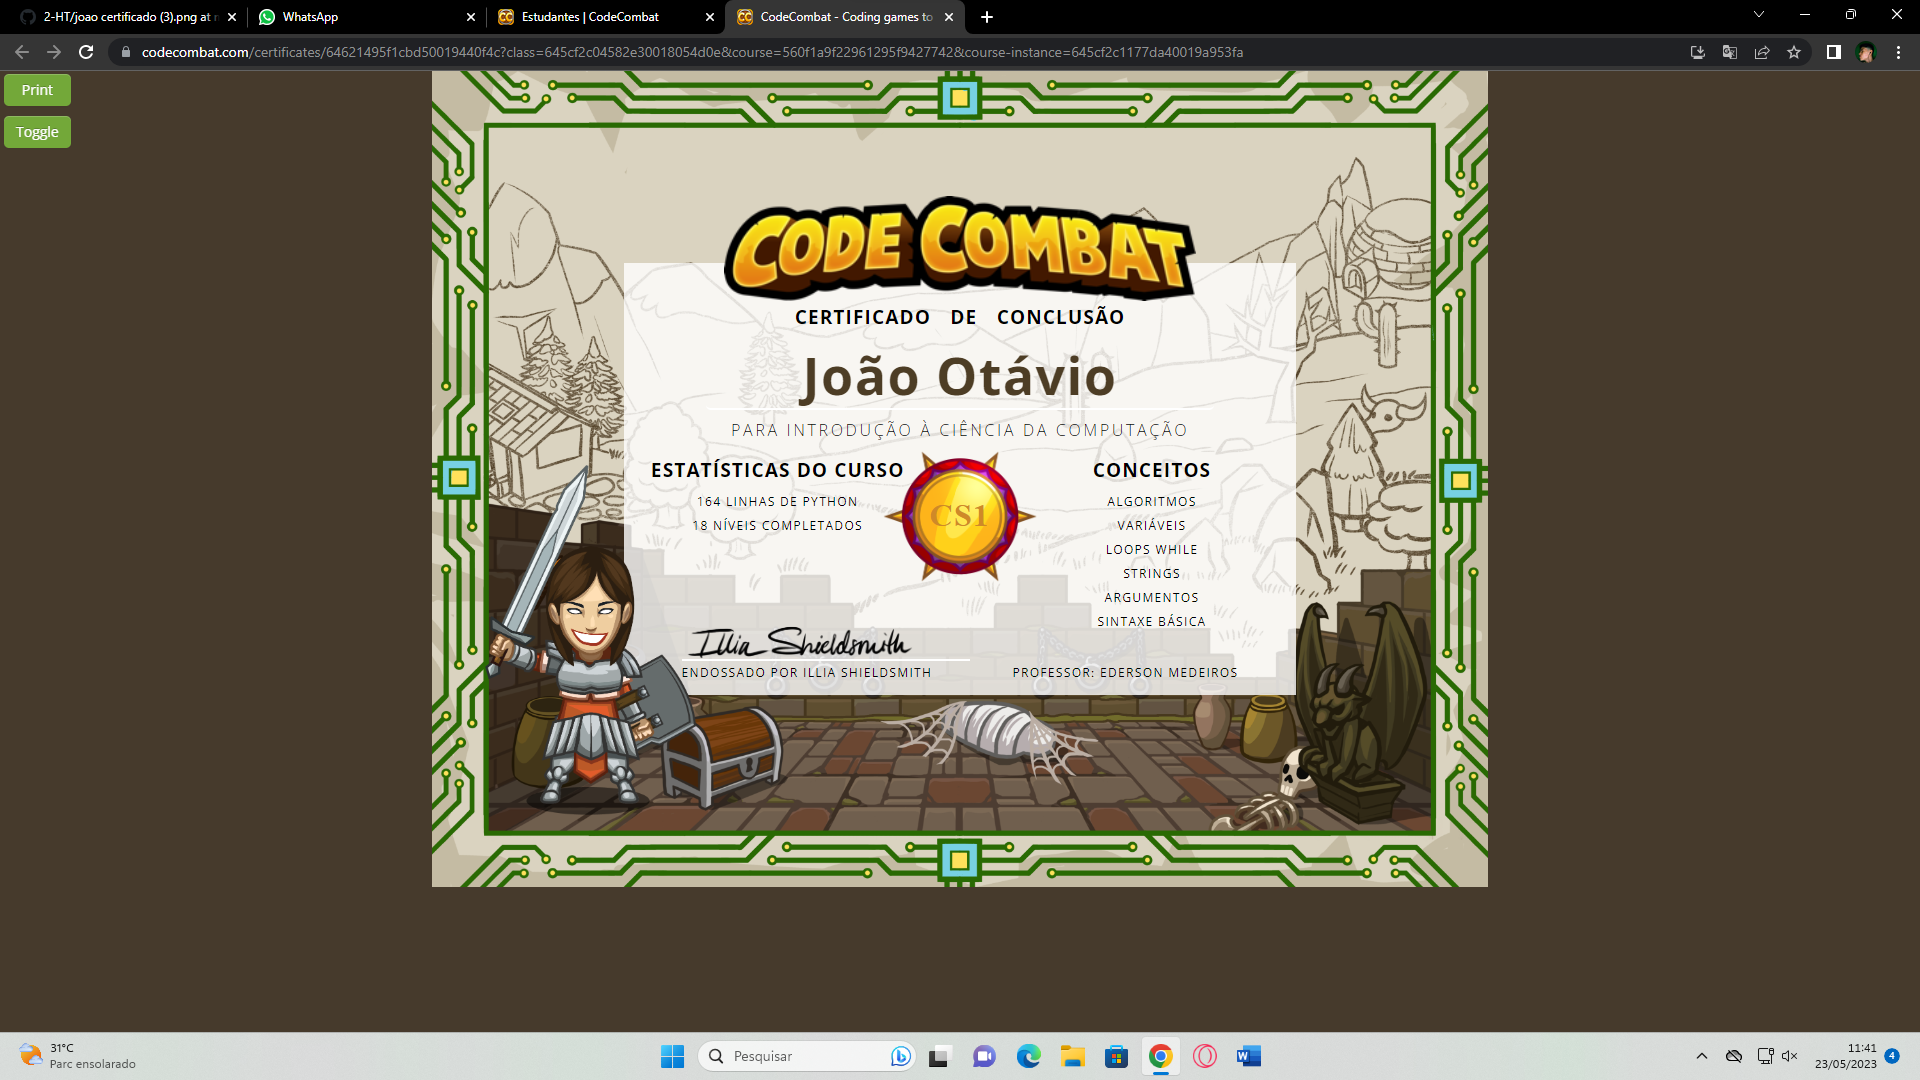 2-HT/joao certificado (3).png at
WhatsApp
Estudantes | CodeCombat
CodeCombat - Coding games to
codecombat.com/certificates/64621495f1cbd50019440f4c?class=645cf2c04582e30018054d0e&course=560f1a9f22961295f9427742&course-instance=645cf2c1177da40019a953fa
Print
Toggle
CODE COMBAT
CERTIFICADO DE CONCLUSÃO
João Otávio
PARA INTRODUÇÃO À CIÊNCIA DA COMPUTAÇÃO
ESTATÍSTICAS DO CURSO
164 LINHAS DE PYTHON
18 NÍVEIS COMPLETADOS
CS1
CONCEITOS
ALGORITMOS
VARIÁVEIS
LOOPS WHILE
STRINGS
ARGUMENTOS
SINTAXE BÁSICA
Illia Shieldsmith
ENDOSSADO POR ILLIA SHIELDSMITH
PROFESSOR: EDERSON MEDEIROS
31°C
Parc ensolarado
Pesquisar
11:41
23/05/2023
4